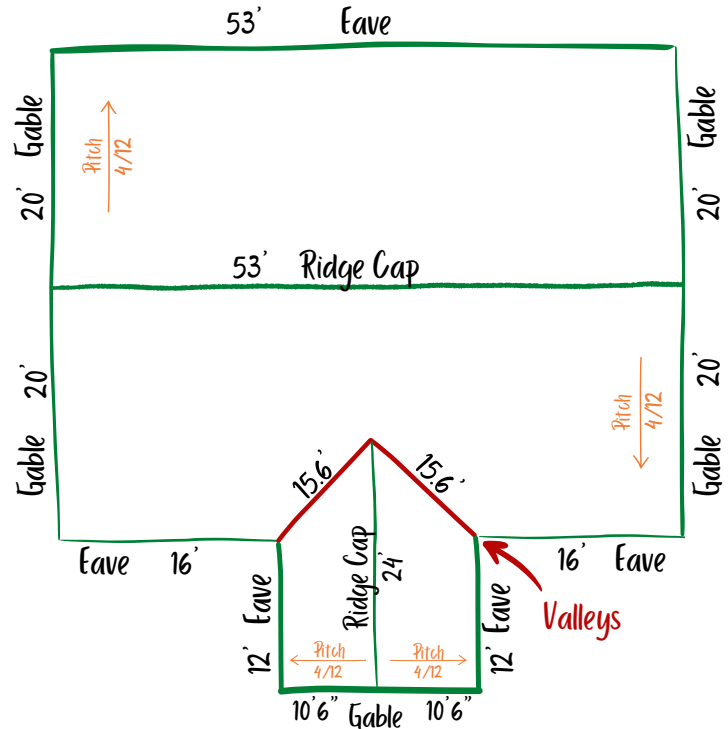 53' Eave
Gable
20'
Pitch
4/12
Gable
20'
53' Ridge Cap
20'
Gable
20'
Gable
Pitch
4/12
15.6'
15.6'
Eave 16'
16' Eave
Ridge Cap
24'
Eave
12'
Eave
12'
Valleys
Pitch
4/12
Pitch
4/12
10'6" Gable 10'6"